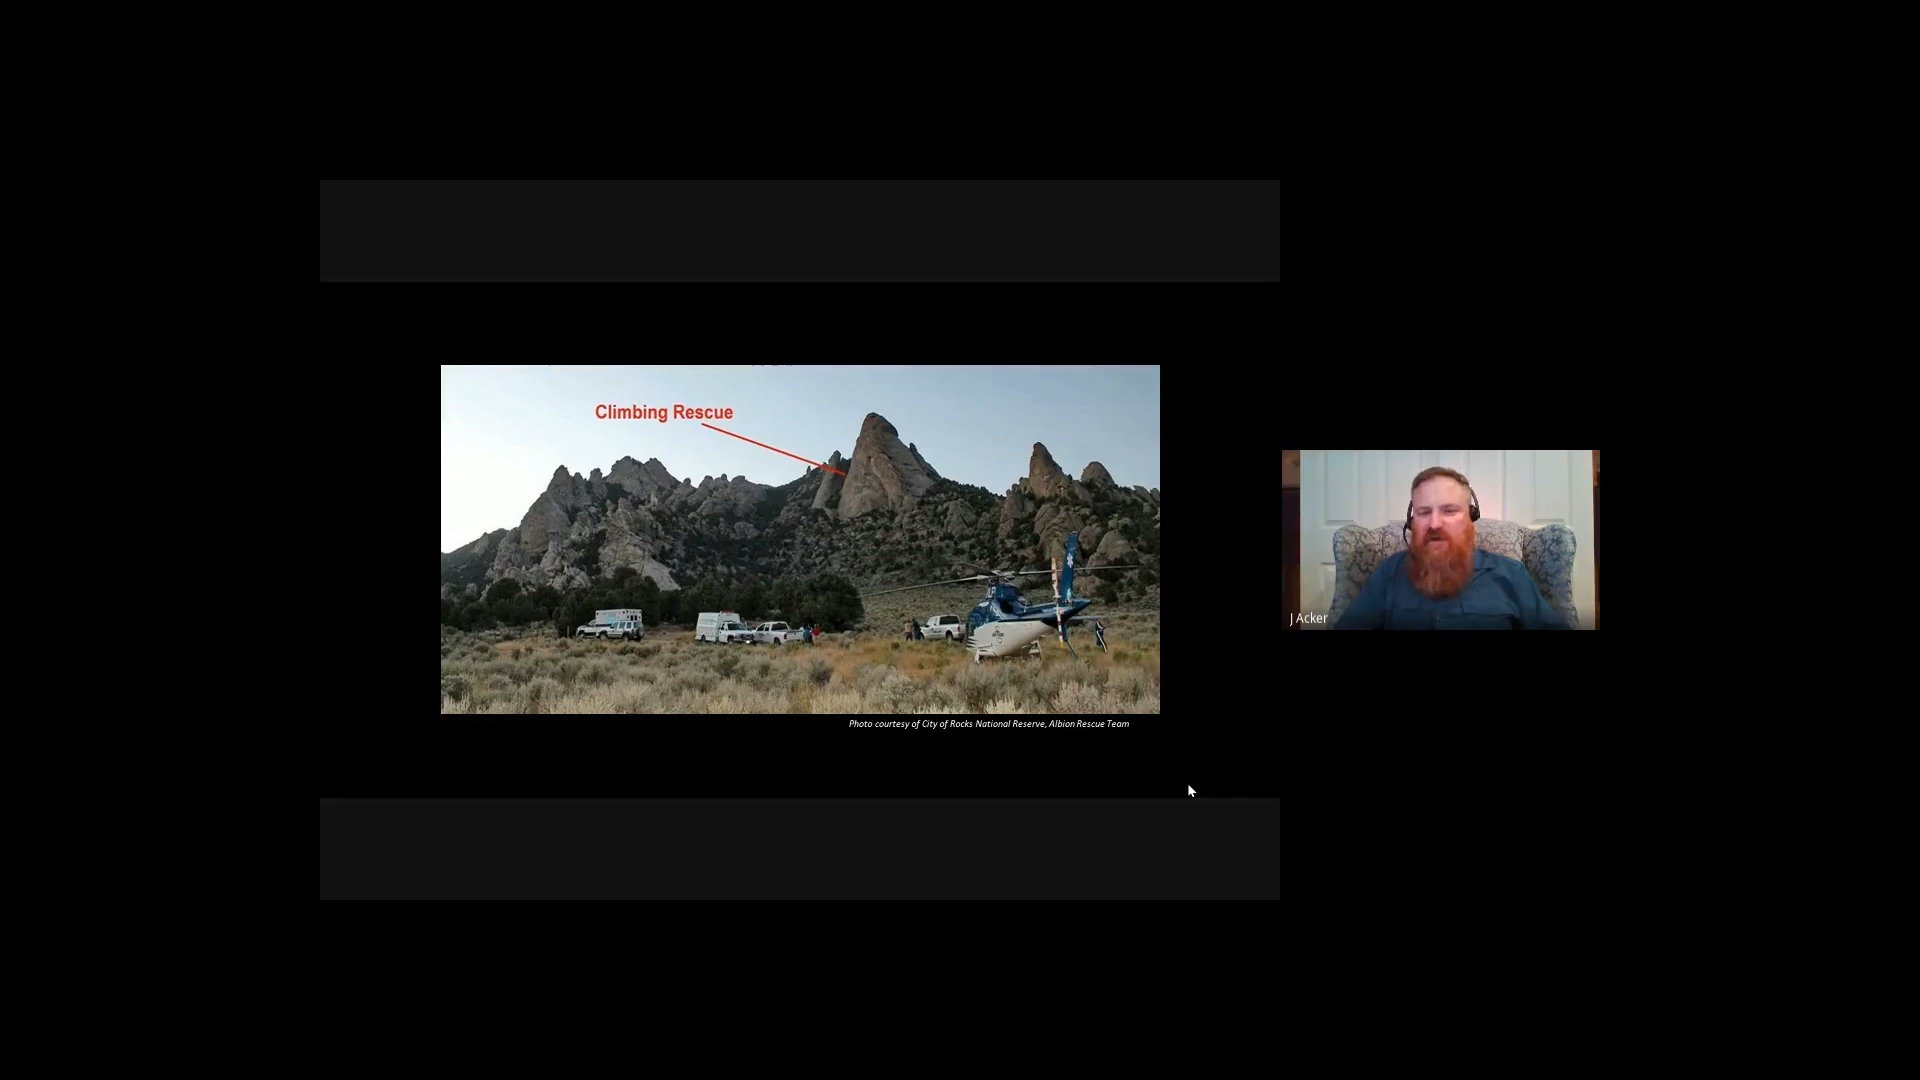 Climbing Rescue
J Acker
Photo courtesy of City of Rocks National Reserve, Albion Rescue Team